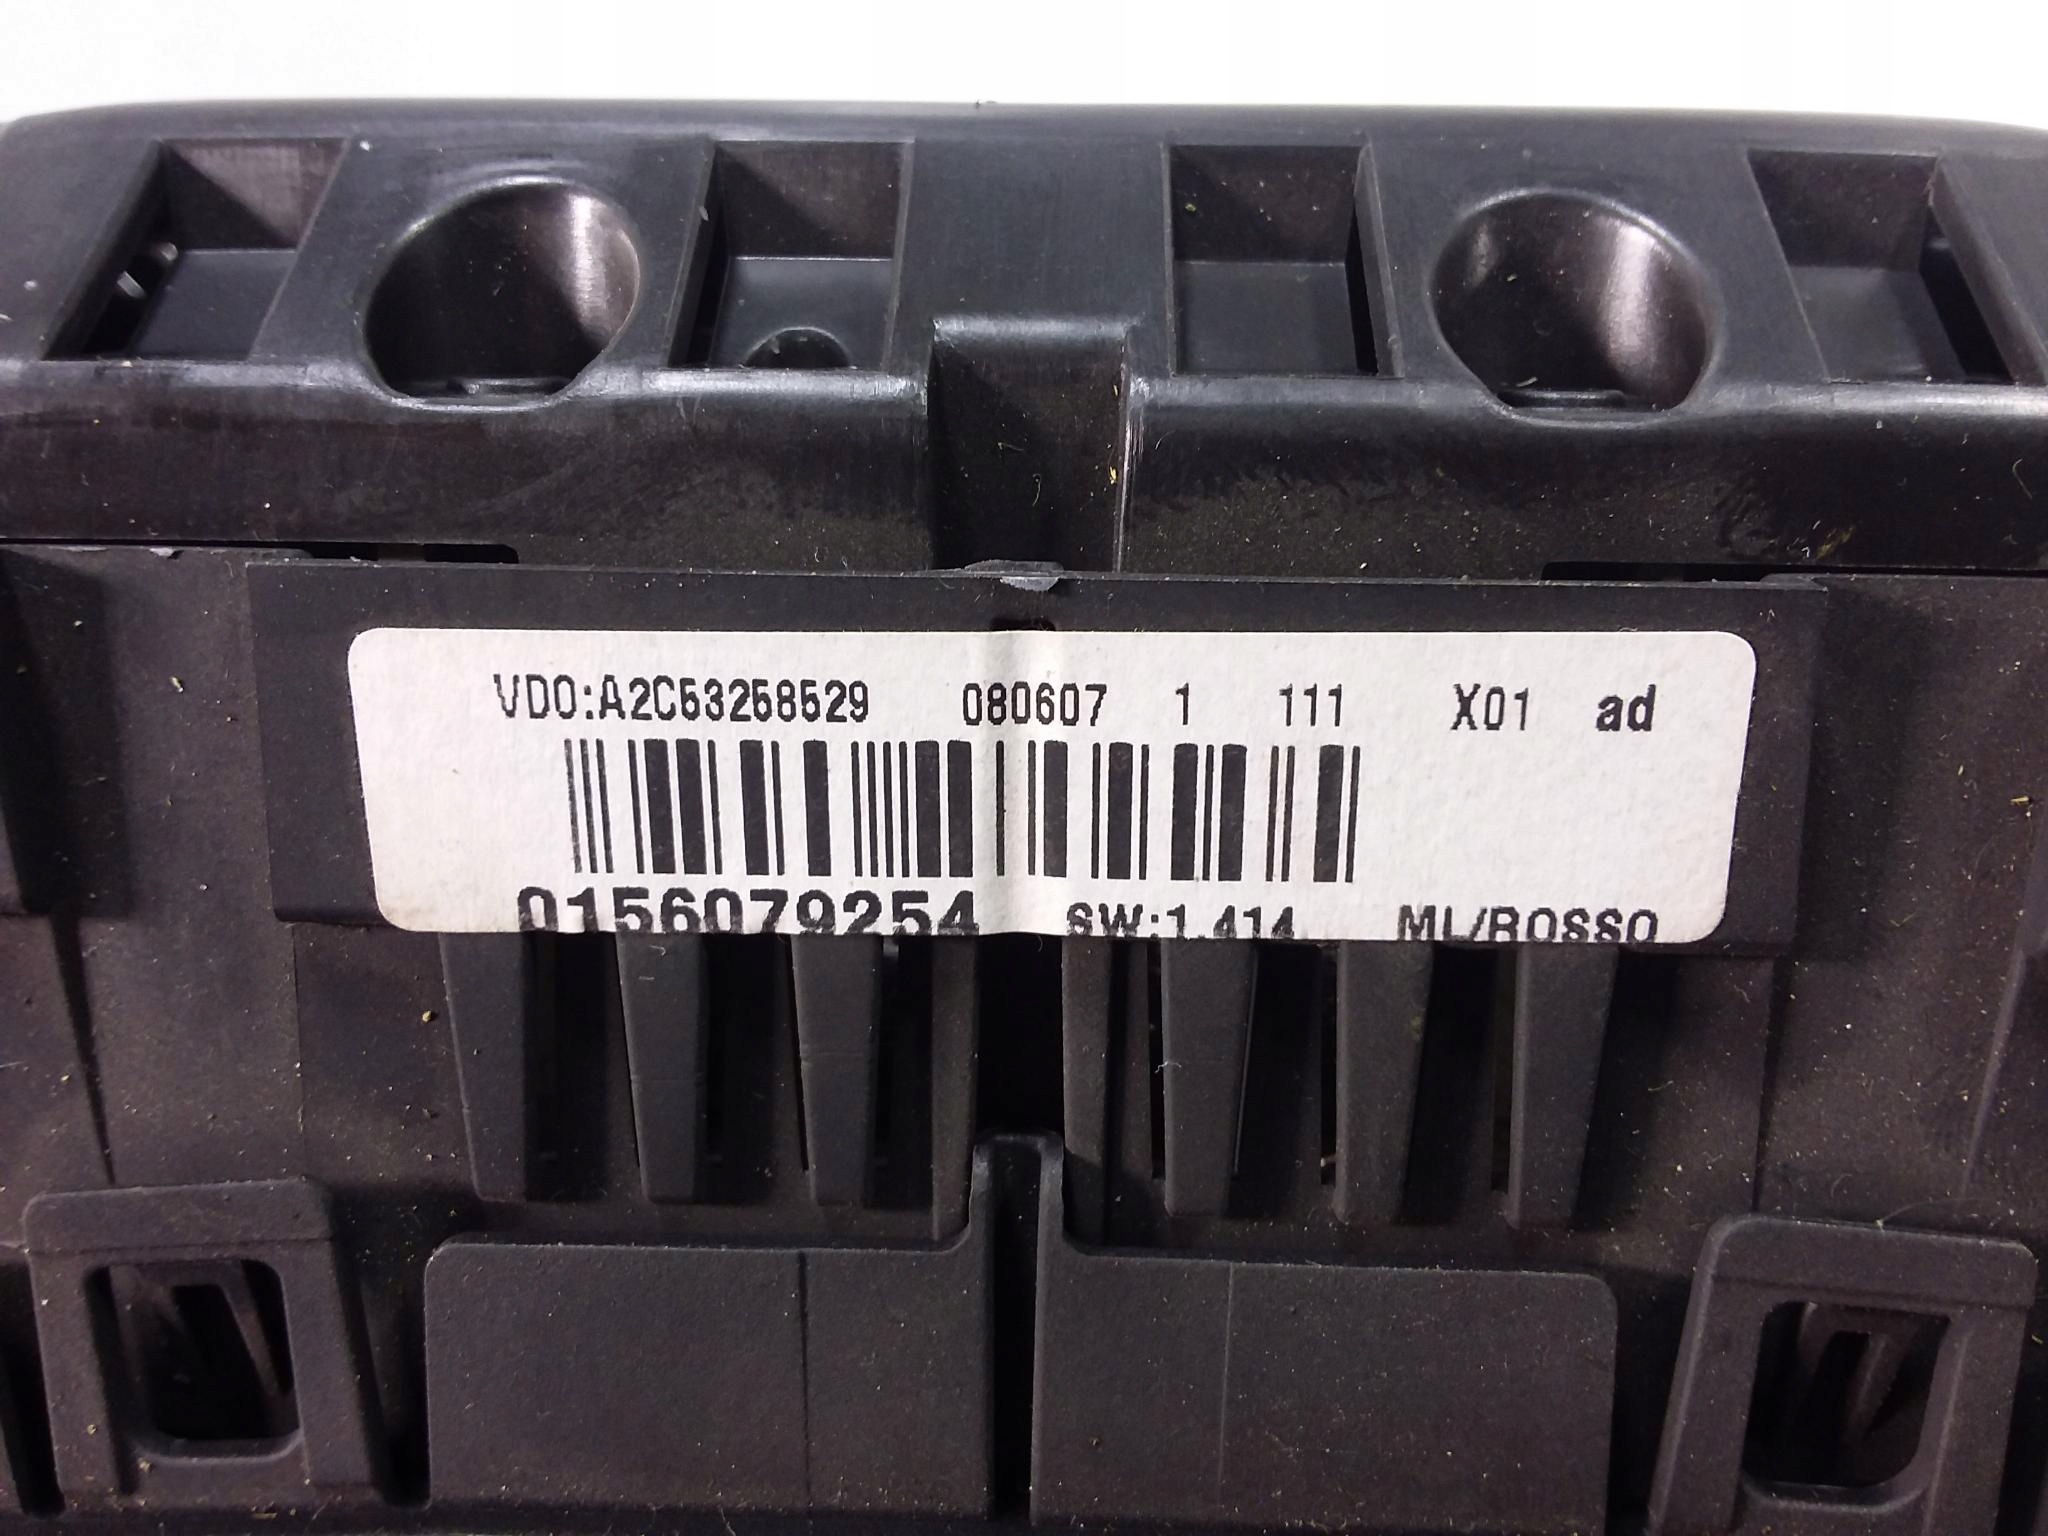 VDO:A2C53258529 080607 1 111 X01 ad
0156079254 SW:1.414 ML/ROSSO